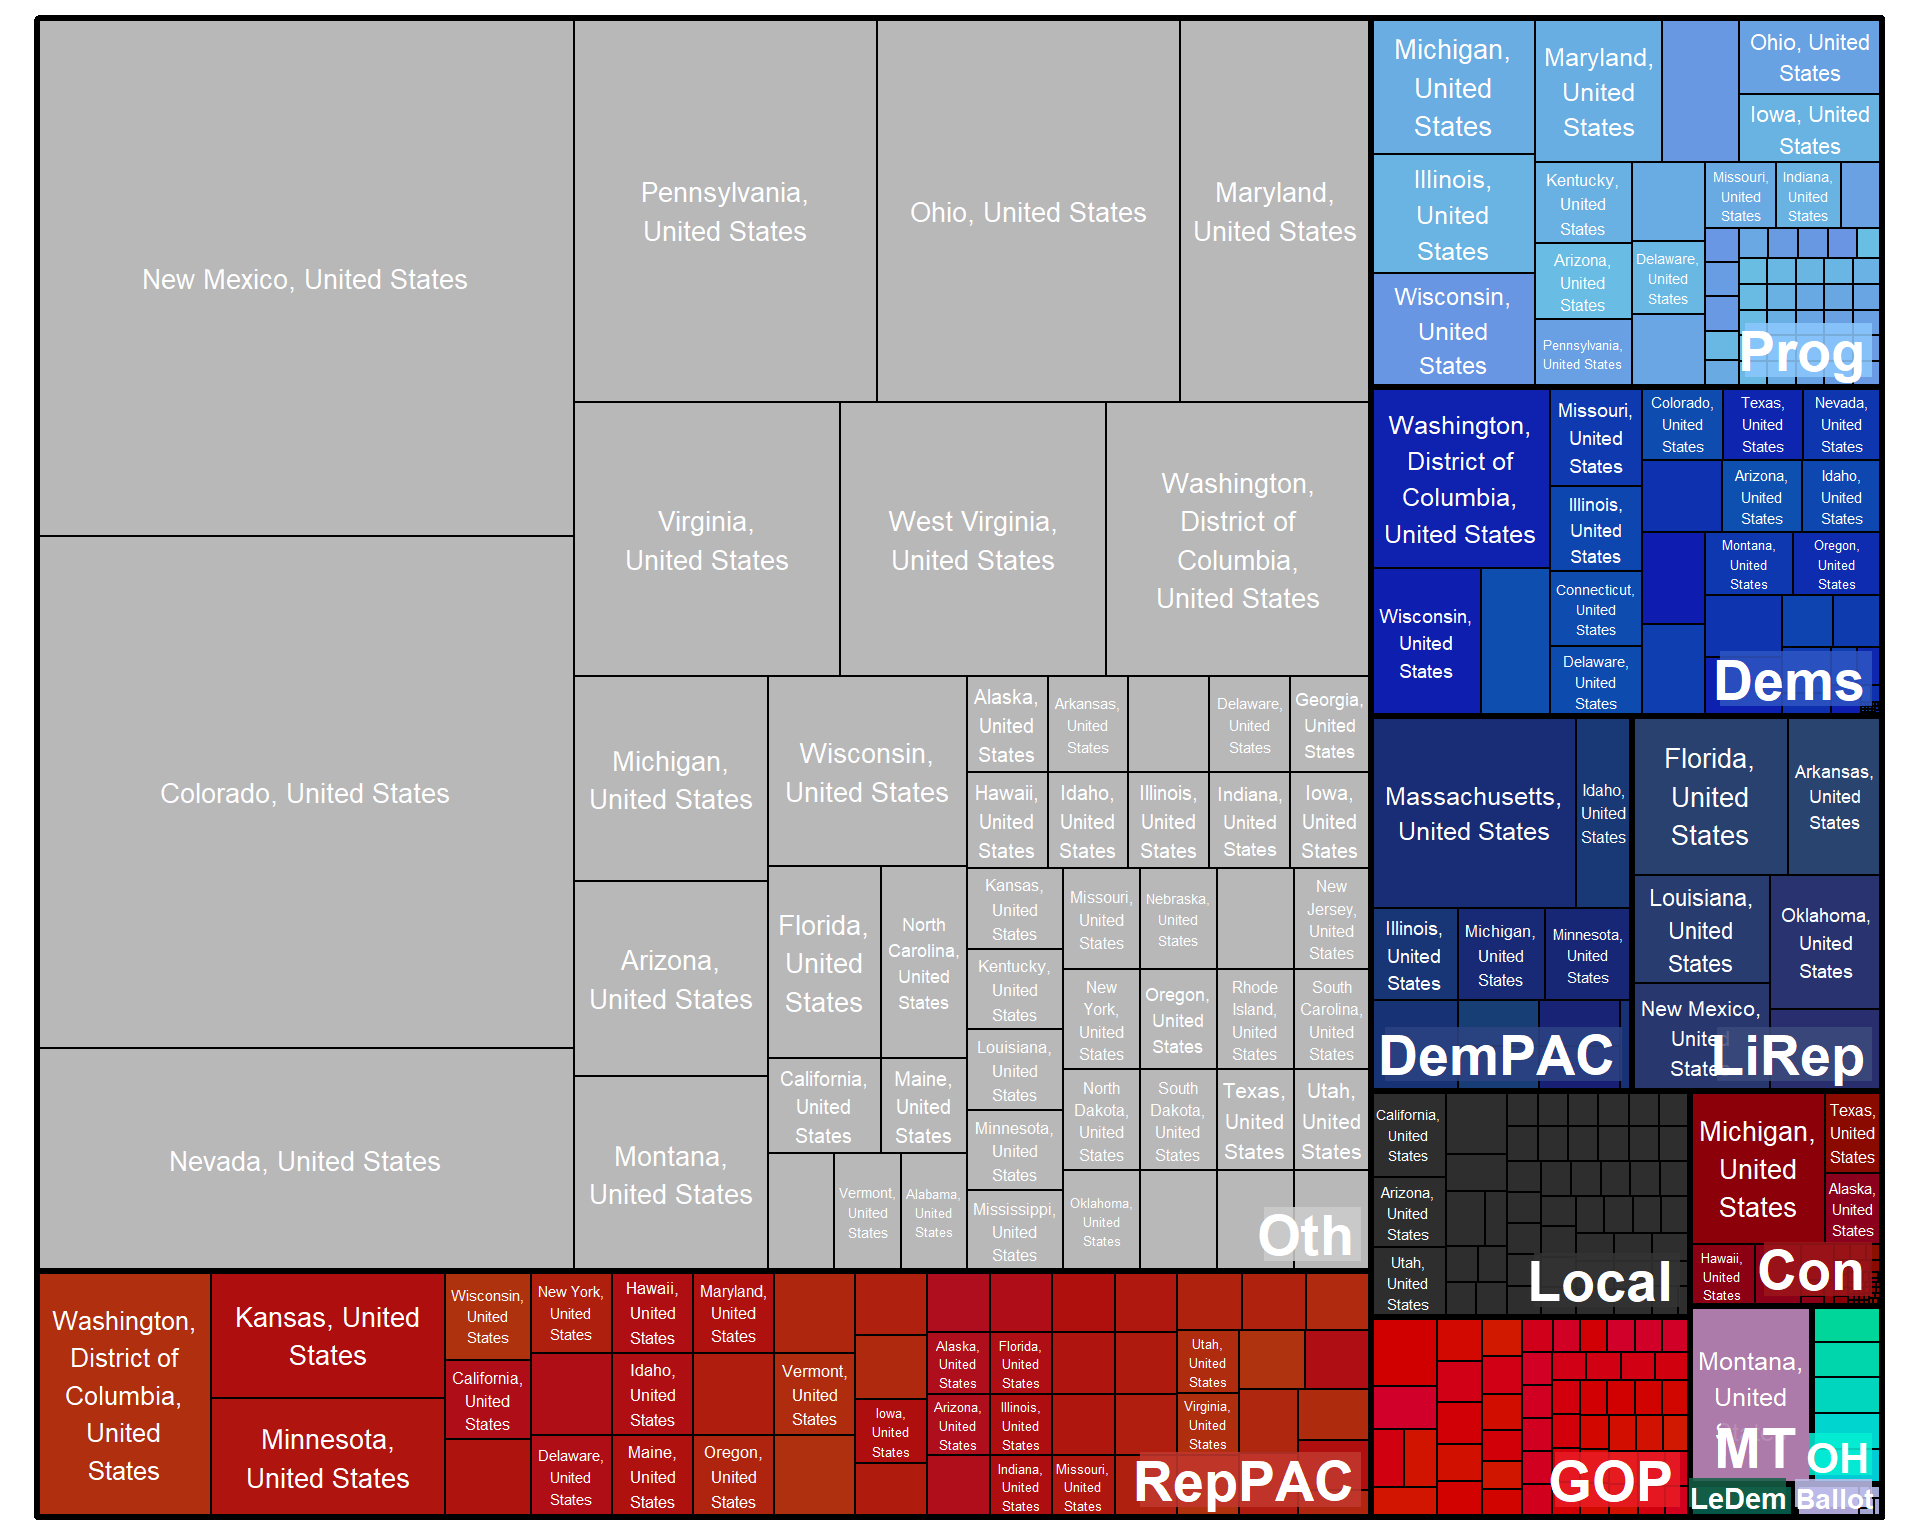 New Mexico, United States
Colorado, United States
Nevada, United States
Pennsylvania,
United States
Ohio, United States
Maryland,
United States
Virginia,
United States
West Virginia,
United States
Washington,
District of
Columbia,
United States
Michigan,
United States
Arizona,
United States
Montana,
United States
Wisconsin,
United States
Florida,
United
States
North
Carolina,
United
States
California,
United
States
Maine,
United
States
Vermont,
United
States
Alabama,
United
States
Alaska,
United
States
Arkansas,
United
States
Delaware,
United
States
Georgia,
United
States
Hawaii,
United
States
Idaho,
United
States
Illinois,
United
States
Indiana,
United
States
Iowa,
United
States
Kansas,
United
States
Kentucky,
United
States
Louisiana,
United
States
Minnesota,
United
States
Mississippi,
United
States
Missouri,
United
States
Nebraska,
United
States
New
Jersey,
United
States
New
York,
United
States
Oregon,
United
States
Rhode
Island,
United
States
South
Carolina,
United
States
North
Dakota,
United
States
South
Dakota,
United
States
Texas,
United
States
Utah,
United
States
Oklahoma,
United
States
Oth
Washington,
District of
Columbia,
United
States
Kansas, United
States
Minnesota,
United States
Wisconsin,
United
States
California,
United
States
New York,
United
States
Delaware,
United
States
Hawaii,
United
States
Idaho,
United
States
Maine,
United
States
Maryland,
United
States
Oregon,
United
States
Vermont,
United
States
Iowa,
United
States
Alaska,
United
States
Arizona,
United
States
Florida,
United
States
Illinois,
United
States
Indiana,
United
States
Missouri,
United
States
Utah,
United
States
Virginia,
United
States
RepPAC
Michigan,
United
States
Illinois,
United
States
Wisconsin,
United
States
Maryland,
United
States
Ohio, United
States
Iowa, United
States
Kentucky,
United
States
Arizona,
United
States
Pennsylvania,
United States
Delaware,
United
States
Missouri,
United
States
Indiana,
United
States
Prog
Washington,
District of
Columbia,
United States
Wisconsin,
United
States
Missouri,
United
States
Illinois,
United
States
Connecticut,
United
States
Delaware,
United
States
Colorado,
United
States
Texas,
United
States
Nevada,
United
States
Arizona,
United
States
Idaho,
United
States
Montana,
United
States
Oregon,
United
States
Dems
Massachusetts,
United States
Idaho,
United
States
Illinois,
United
States
Michigan,
United
States
Minnesota,
United
States
DemPAC
Florida,
United
States
Arkansas,
United
States
Louisiana,
United
States
Oklahoma,
United
States
New Mexico,
United
States
LiRep
California,
United
States
Arizona,
United
States
Utah,
United
States
Local
Michigan,
United
States
Texas,
United
States
Alaska,
United
States
Hawaii,
United
States
Con
GOP
Montana,
United
States
MT
OH
LeDem
Ballot